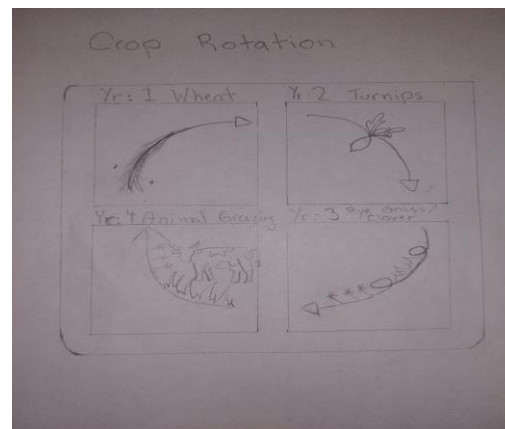 Crop Rotation
Yr: 1 Wheat
Yr: 2 Turnips
Yr: 4 Animal Grazing
Yr: 3 Rye Grass/
Clover